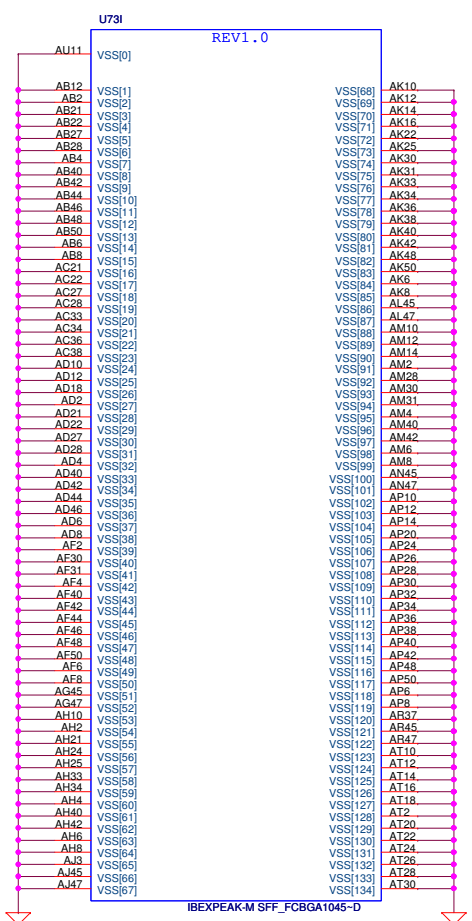 U73I
REV1.0
AU11 VSS[0]
AB12 VSS[1] VSS[68] AK10
AB2 VSS[2] VSS[69] AK12
AB21 VSS[3] VSS[70] AK14
AB22 VSS[4] VSS[71] AK16
AB27 VSS[5] VSS[72] AK22
AB28 VSS[6] VSS[73] AK25
AB4 VSS[7] VSS[74] AK30
AB40 VSS[8] VSS[75] AK31
AB42 VSS[9] VSS[76] AK33
AB44 VSS[10] VSS[77] AK34
AB46 VSS[11] VSS[78] AK36
AB48 VSS[12] VSS[79] AK38
AB50 VSS[13] VSS[80] AK40
AB6 VSS[14] VSS[81] AK42
AB8 VSS[15] VSS[82] AK48
AC21 VSS[16] VSS[83] AK50
AC22 VSS[17] VSS[84] AK6
AC27 VSS[18] VSS[85] AK8
AC28 VSS[19] VSS[86] AL45
AC33 VSS[20] VSS[87] AL47
AC34 VSS[21] VSS[88] AM10
AC36 VSS[22] VSS[89] AM12
AC38 VSS[23] VSS[90] AM14
AD10 VSS[24] VSS[91] AM2
AD12 VSS[25] VSS[92] AM28
AD18 VSS[26] VSS[93] AM30
AD2 VSS[27] VSS[94] AM31
AD21 VSS[28] VSS[95] AM4
AD22 VSS[29] VSS[96] AM40
AD27 VSS[30] VSS[97] AM42
AD28 VSS[31] VSS[98] AM6
AD4 VSS[32] VSS[99] AM8
AD40 VSS[33] VSS[100] AN45
AD42 VSS[34] VSS[101] AN47
AD44 VSS[35] VSS[102] AP10
AD46 VSS[36] VSS[103] AP12
AD6 VSS[37] VSS[104] AP14
AD8 VSS[38] VSS[105] AP20
AF2 VSS[39] VSS[106] AP24
AF30 VSS[40] VSS[107] AP26
AF31 VSS[41] VSS[108] AP28
AF4 VSS[42] VSS[109] AP30
AF40 VSS[43] VSS[110] AP32
AF42 VSS[44] VSS[111] AP34
AF44 VSS[45] VSS[112] AP36
AF46 VSS[46] VSS[113] AP38
AF48 VSS[47] VSS[114] AP40
AF50 VSS[48] VSS[115] AP42
AF6 VSS[49] VSS[116] AP48
AF8 VSS[50] VSS[117] AP50
AG45 VSS[51] VSS[118] AP6
AG47 VSS[52] VSS[119] AP8
AH10 VSS[53] VSS[120] AR37
AH2 VSS[54] VSS[121] AR45
AH21 VSS[55] VSS[122] AR47
AH24 VSS[56] VSS[123] AT10
AH25 VSS[57] VSS[124] AT12
AH33 VSS[58] VSS[125] AT14
AH34 VSS[59] VSS[126] AT16
AH4 VSS[60] VSS[127] AT18
AH40 VSS[61] VSS[128] AT2
AH42 VSS[62] VSS[129] AT20
AH6 VSS[63] VSS[130] AT22
AH8 VSS[64] VSS[131] AT24
AJ3 VSS[65] VSS[132] AT26
AJ45 VSS[66] VSS[133] AT28
AJ47 VSS[67] VSS[134] AT30
IBEXPEAK-M SFF_FCBGA1045~D